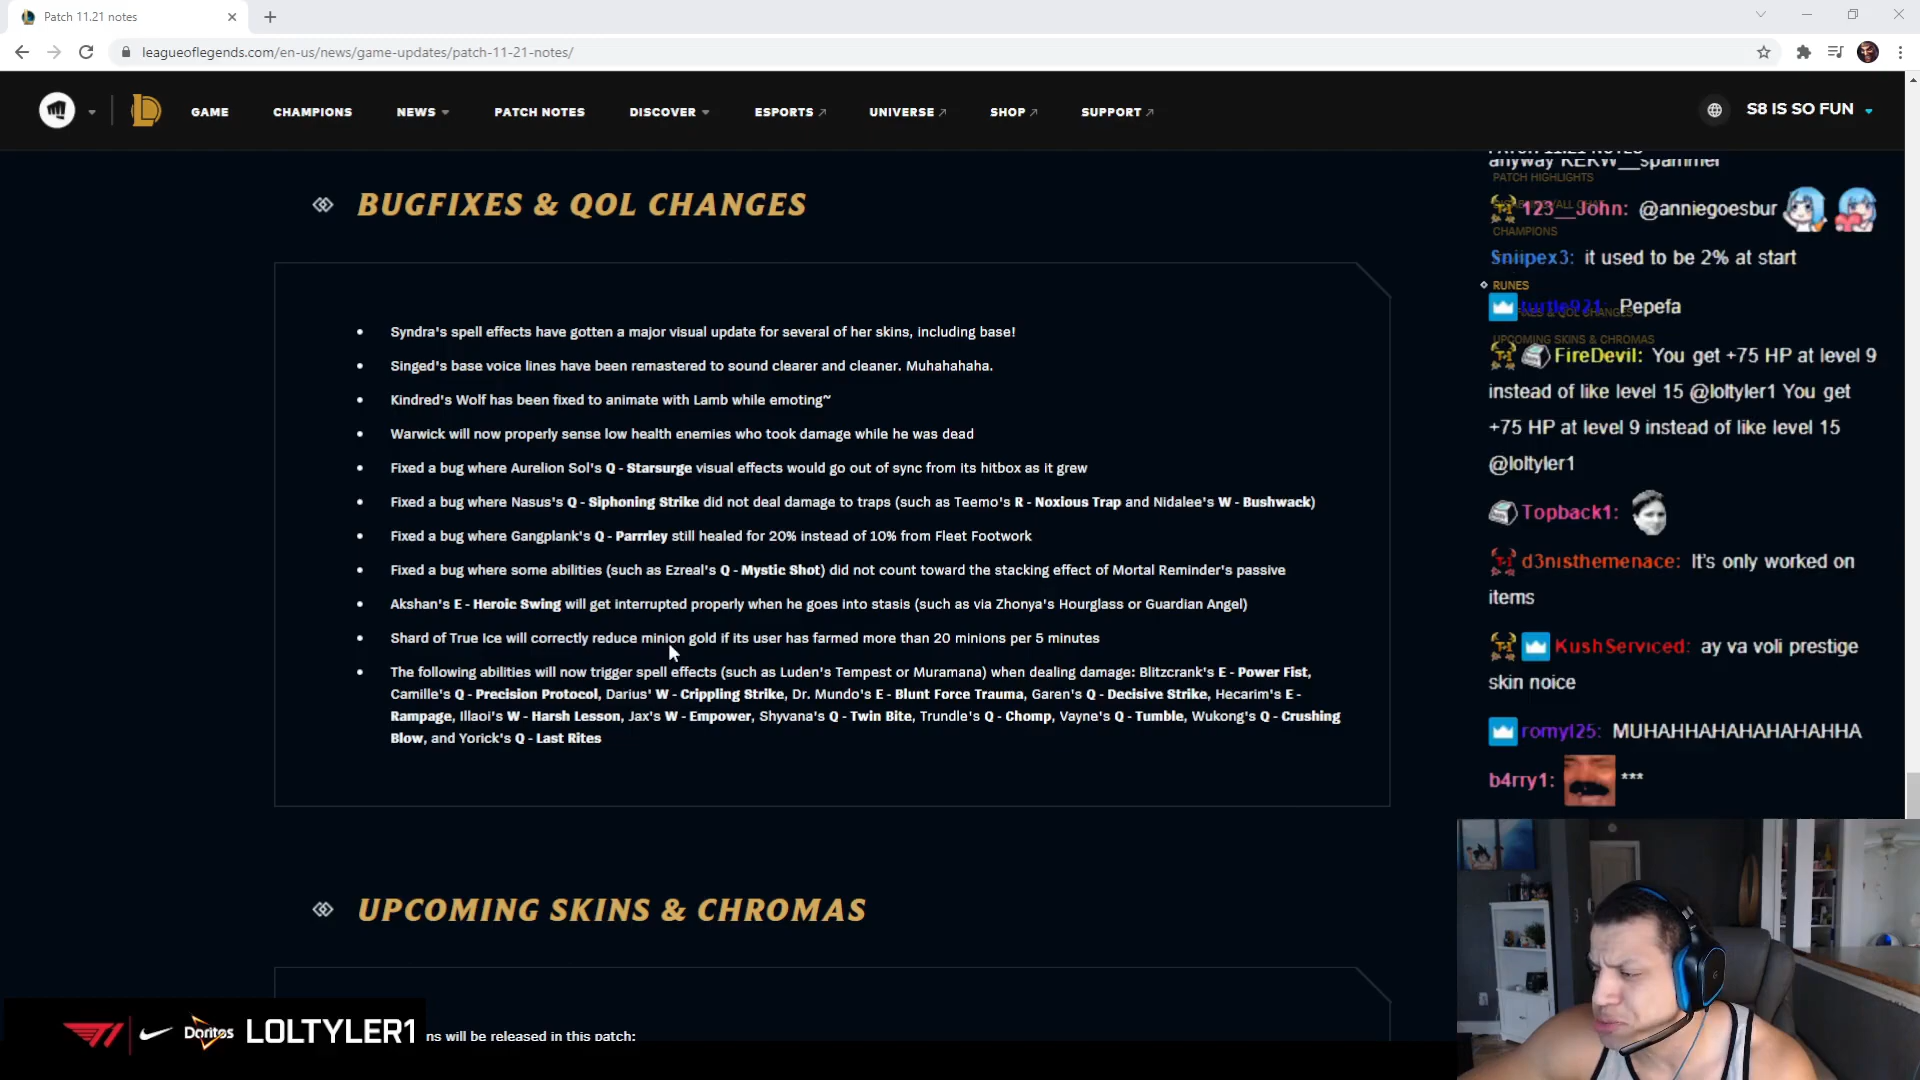 Patch 11.21 notes
leagueoflegends.com/en-us/news/game-updates/patch-11-21-notes/
GAME CHAMPIONS NEWS PATCH NOTES DISCOVER ESPORTS UNIVERSE SHOP SUPPORT S8 IS SO FUN
BUGFIXES & QOL CHANGES
Syndra's spell effects have gotten a major visual update for several of her skins, including base!
Singed's base voice lines have been remastered to sound clearer and cleaner. Muhahahaha.
Kindred's Wolf has been fixed to animate with Lamb while emoting~
Warwick will now properly sense low health enemies who took damage while he was dead
Fixed a bug where Aurelion Sol's Q - Starsurge visual effects would go out of sync from its hitbox as it grew
Fixed a bug where Nasus's Q - Siphoning Strike did not deal damage to traps (such as Teemo's R - Noxious Trap and Nidalee's W - Bushwack)
Fixed a bug where Gangplank's Q - Parrrley still healed for 20% instead of 10% from Fleet Footwork
Fixed a bug where some abilities (such as Ezreal's Q - Mystic Shot) did not count toward the stacking effect of Mortal Reminder's passive
Akshan's E - Heroic Swing will get interrupted properly when he goes into stasis (such as via Zhonya's Hourglass or Guardian Angel)
Shard of True Ice will correctly reduce minion gold if its user has farmed more than 20 minions per 5 minutes
The following abilities will now trigger spell effects (such as Luden's Tempest or Muramana) when dealing damage: Blitzcrank's E - Power Fist,
Camille's Q - Precision Protocol, Darius' W - Crippling Strike, Dr. Mundo's E - Blunt Force Trauma, Garen's Q - Decisive Strike, Hecarim's E -
Rampage, Illaoi's W - Harsh Lesson, Jax's W - Empower, Shyvana's Q - Twin Bite, Trundle's Q - Chomp, Vayne's Q - Tumble, Wukong's Q - Crushing
Blow, and Yorick's Q - Last Rites
UPCOMING SKINS & CHROMAS
ns will be released in this patch:
PATCH 11.21 NOTES
anyway KEKW__spammer
PATCH HIGHLIGHTS
123__John: @anniegoesbur
CHAMPIONS
Sniipex3: it used to be 2% at start
RUNES
turtle921: Pepefa
UPCOMING SKINS & CHROMAS
FireDevil: You get +75 HP at level 9
instead of like level 15 @loltyler1 You get
+75 HP at level 9 instead of like level 15
@loltyler1
Topback1:
d3nisthemenace: It's only worked on
items
KushServiced: ay va voli prestige
skin noice
romy125: MUHAHHAHAHAHAHHA
b4rry1: ***
T1 Doritos LOLTYLER1